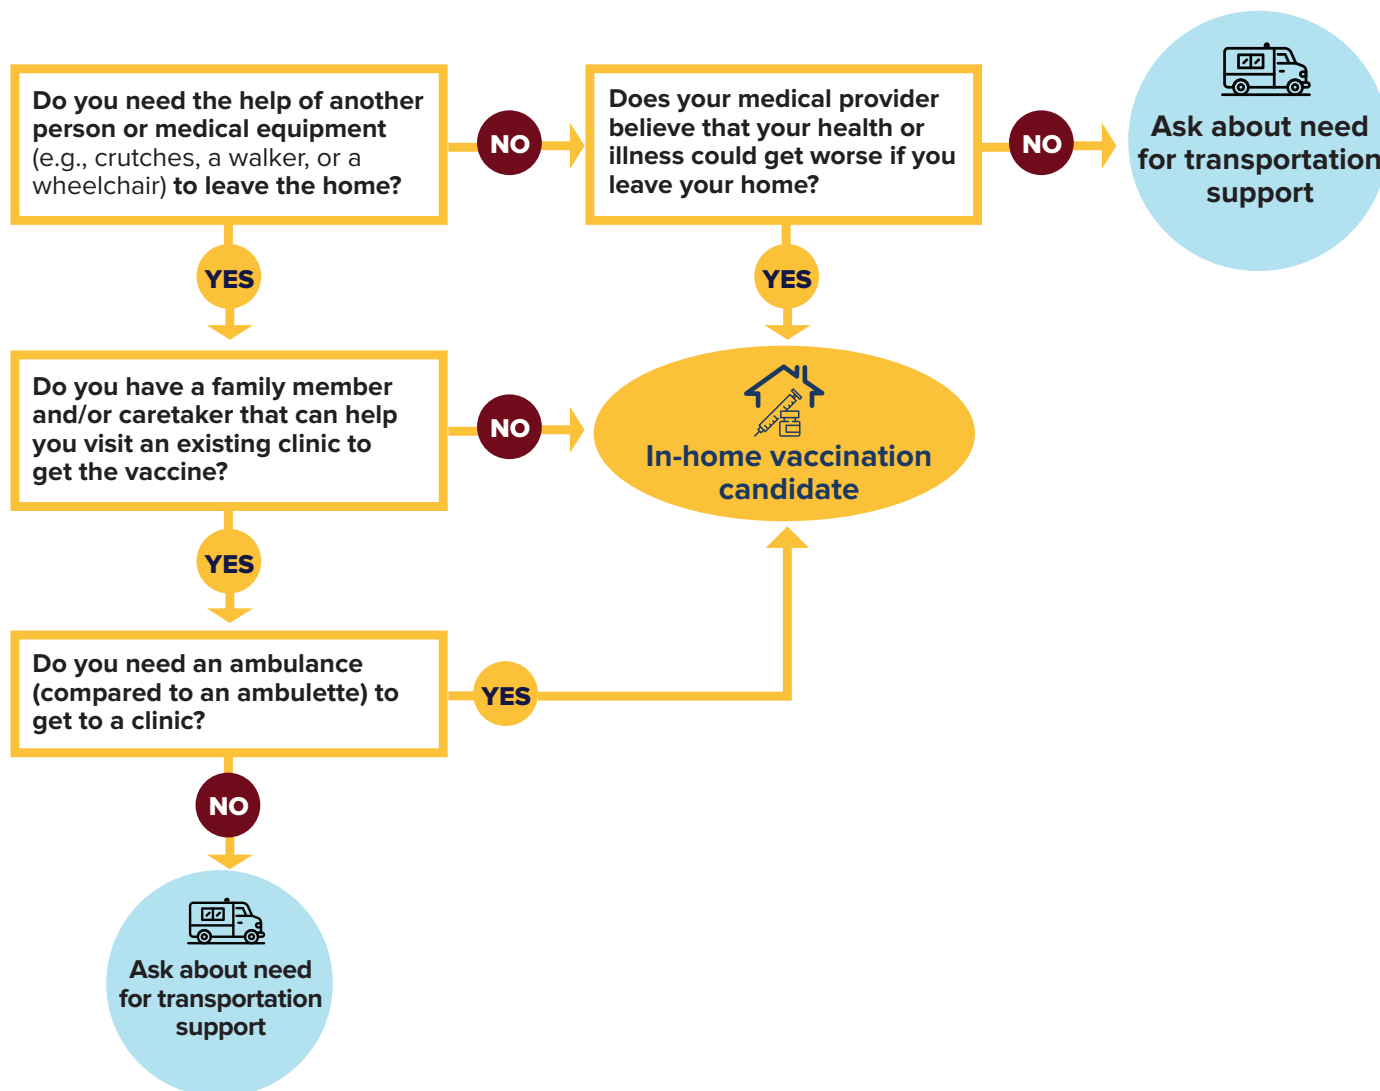 Do you need the help of another
person or medical equipment
(e.g., crutches, a walker, or a
wheelchair) to leave the home?
NO
Does your medical provider
believe that your health or
illness could get worse if you
leave your home?
NO
Ask about need
for transportation
support
YES
YES
Do you have a family member
and/or caretaker that can help
you visit an existing clinic to
get the vaccine?
NO
In-home vaccination
candidate
YES
Do you need an ambulance
(compared to an ambulette) to
get to a clinic?
YES
NO
Ask about need
for transportation
support